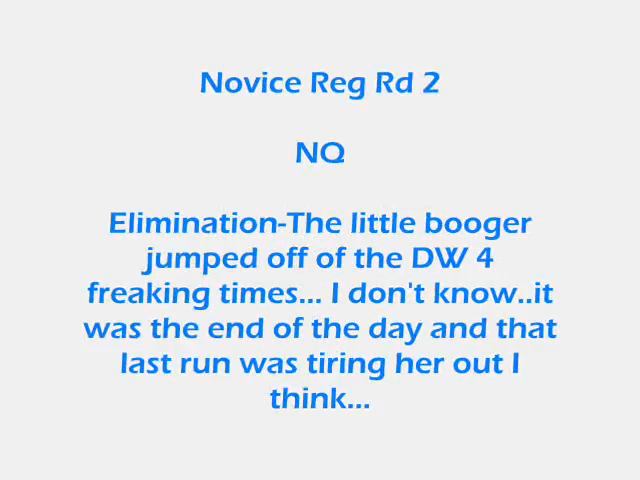 Novice Reg Rd 2
NQ
Elimination-The little booger
jumped off of the DW 4
freaking times... I don't know..it
was the end of the day and that
last run was tiring her out I
think...